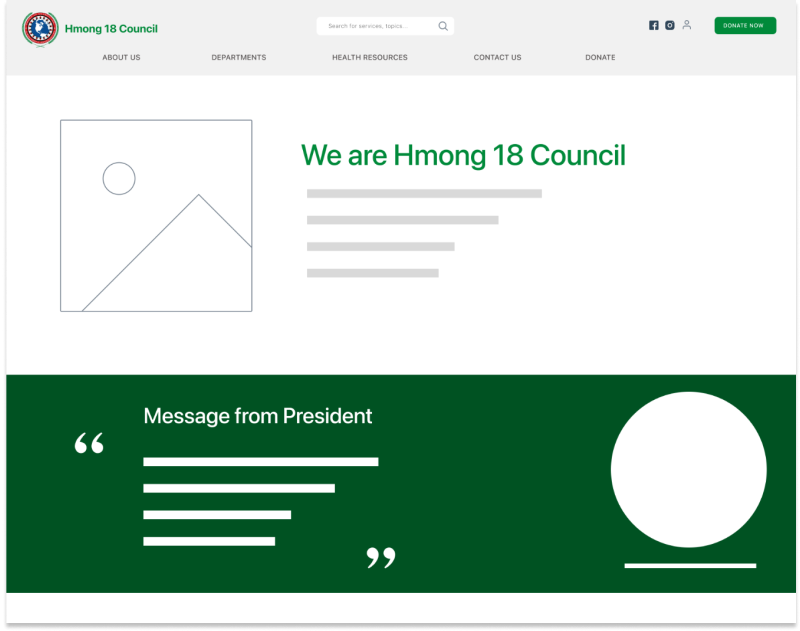 Hmong 18 Council
Search for services, topics...
DONATE NOW
ABOUT US
DEPARTMENTS
HEALTH RESOURCES
CONTACT US
DONATE
We are Hmong 18 Council
Message from President
“
”